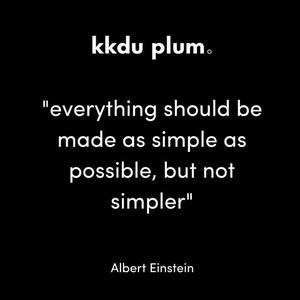 kkdu plum.
"everything should be
made as simple as
possible, but not
simpler"
Albert Einstein